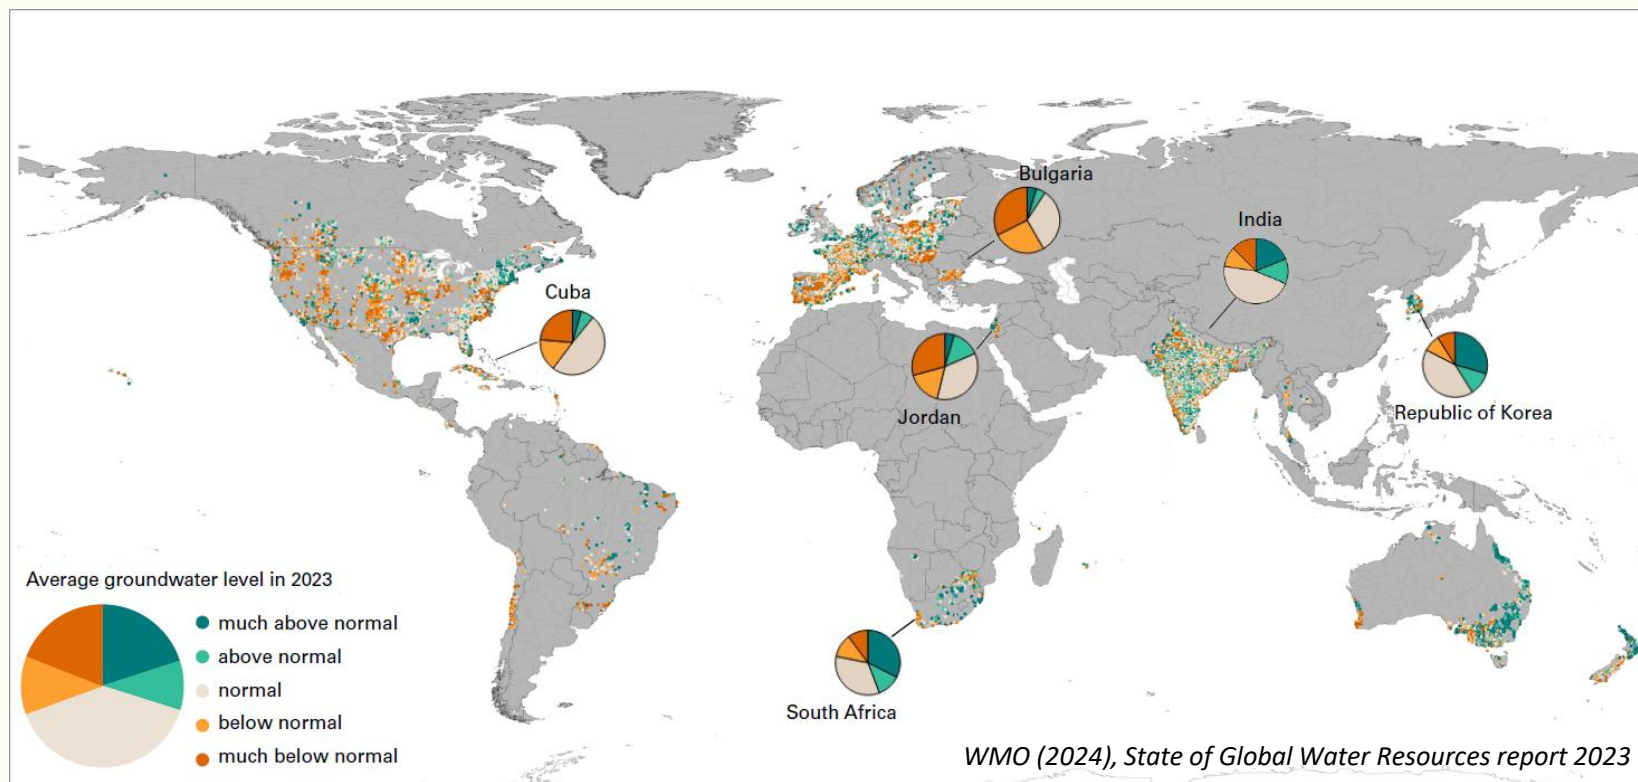 Bulgaria
India
Cuba
Jordan
Republic of Korea
Average groundwater level in 2023
much above normal
above normal
normal
below normal
much below normal
South Africa
WMO (2024), State of Global Water Resources report 2023